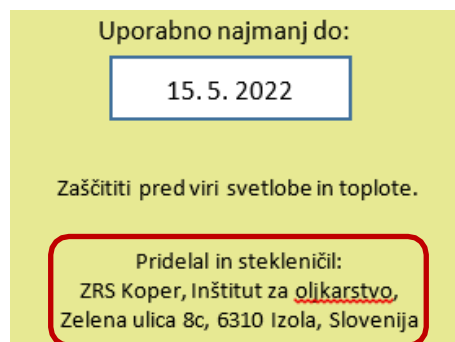 Uporabno najmanj do:
15. 5. 2022
Zaščititi pred viri svetlobe in toplote.
Pridelal in stekleničil:
ZRS Koper, Inštitut za oljkarstvo,
Zelena ulica 8c, 6310 Izola, Slovenija